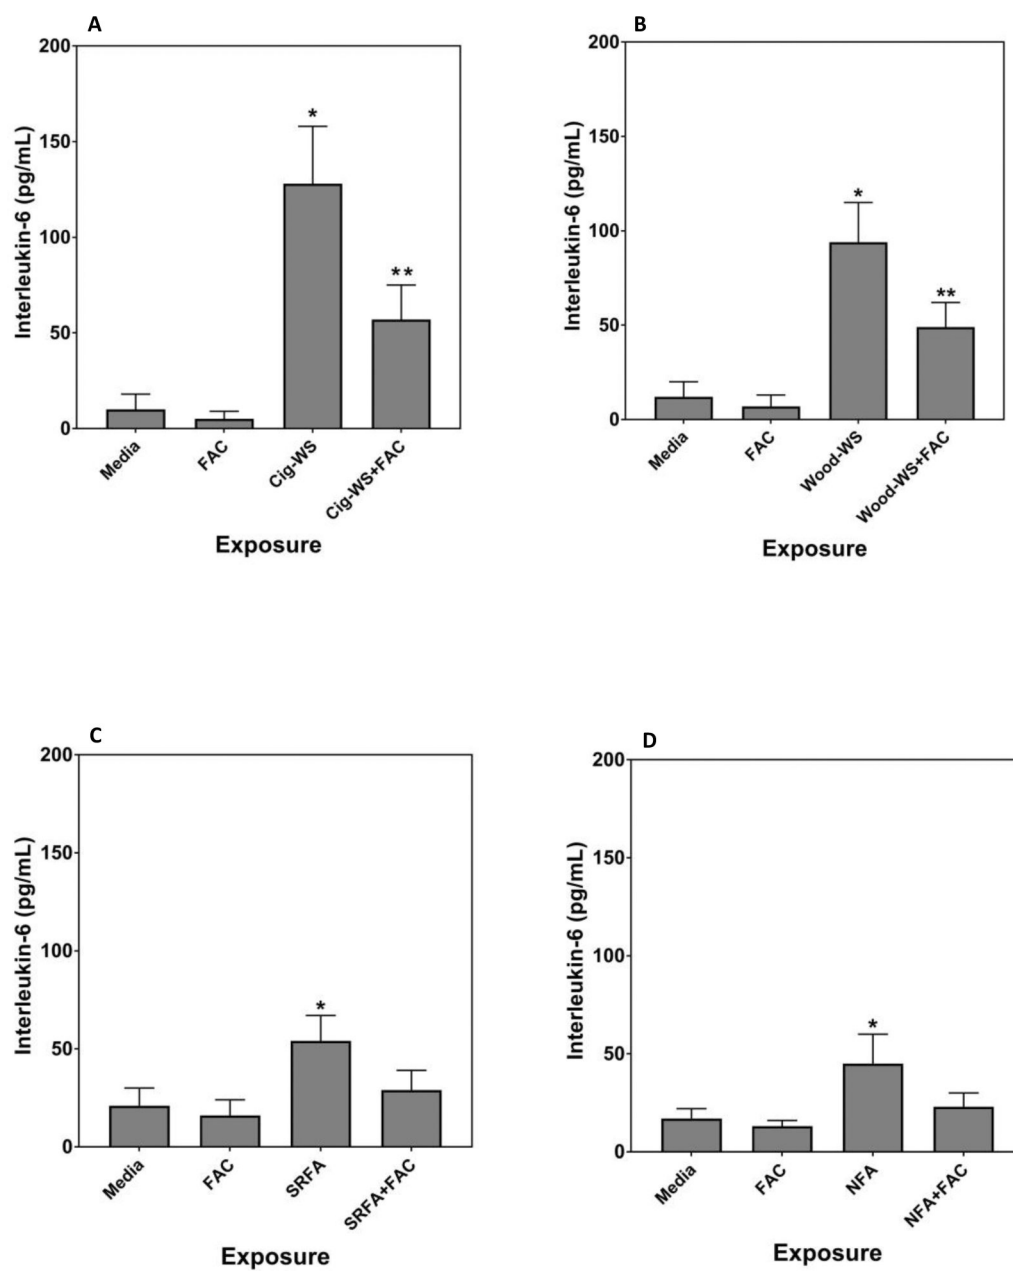 A
Interleukin-6 (pg/mL)
200
150
100
50
0
*
**
Media
FAC
Cig-WS
Cig-WS+FAC
Exposure
B
Interleukin-6 (pg/mL)
200
150
100
50
0
*
**
Media
FAC
Wood-WS
Wood-WS+FAC
Exposure
C
Interleukin-6 (pg/mL)
200
150
100
50
0
*
Media
FAC
SRFA
SRFA+FAC
Exposure
D
Interleukin-6 (pg/mL)
200
150
100
50
0
*
Media
FAC
NFA
NFA+FAC
Exposure